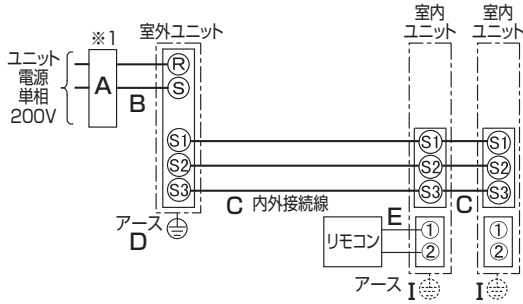 ※1
室外ユニット
室内
ユニット
室内
ユニット
ユニット
電源
単相
200V
A
B
R
S
S1
S2
S3
S1
S2
S3
S1
S2
S3
C 内外接続線
C
アース
D
リモコン
E
1
2
1
2
アース I
I